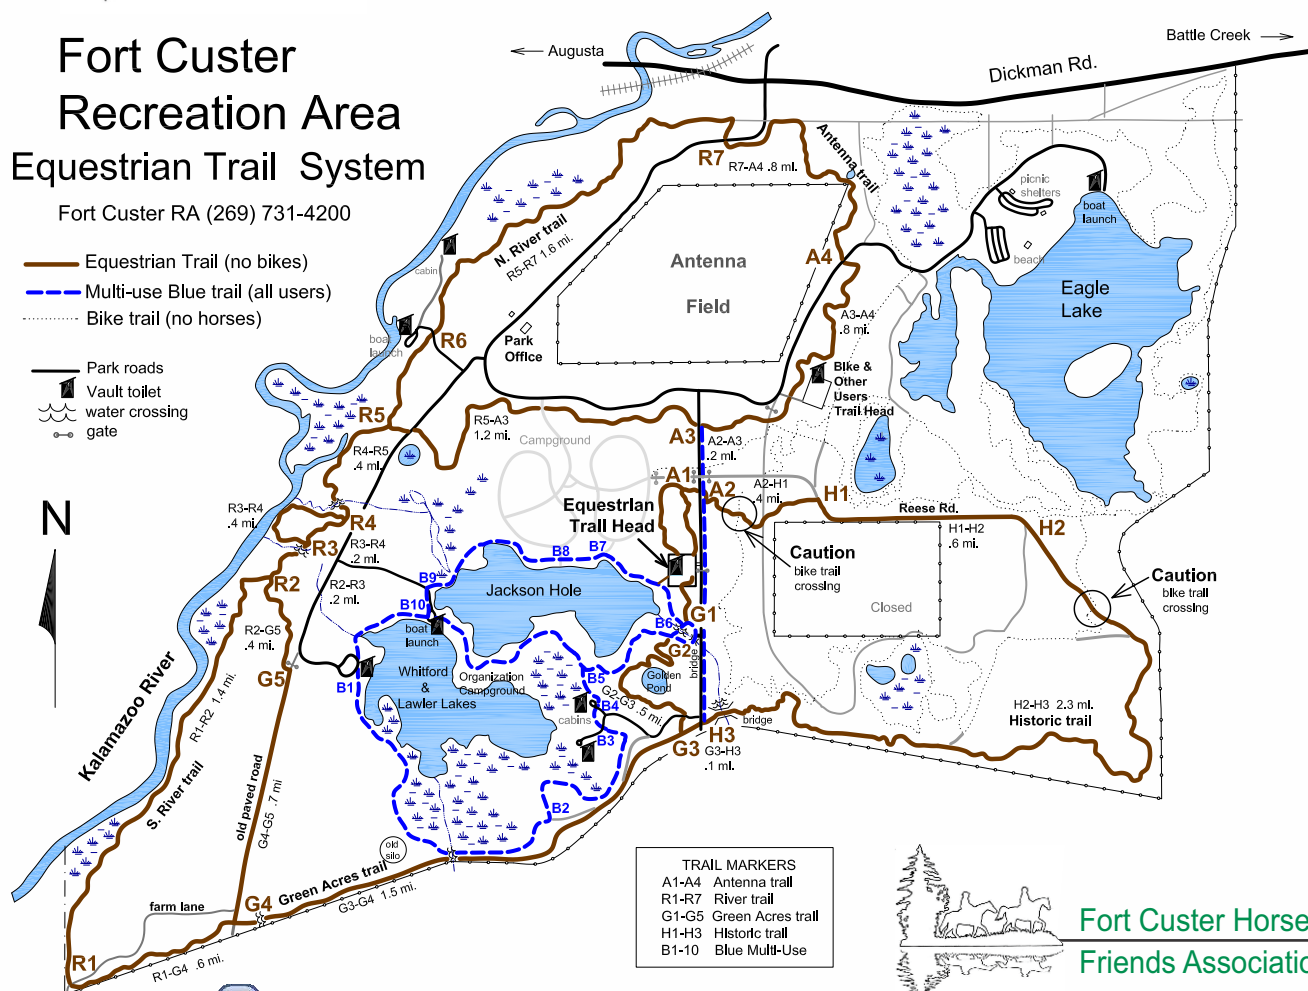 Fort Custer
Recreation Area
Equestrian Trail System
Fort Custer RA (269) 731-4200
Equestrian Trail (no bikes)
Multi-use Blue trail (all users)
Bike trail (no horses)
Park roads
Vault toilet
water crossing
gate
N
Augusta
Battle Creek
Dickman Rd.
R7
R7-A4 .8 mi.
Antenna trail
picnic
shelters
boat
launch
beach
Eagle
Lake
N. River trail
R5-R7 1.6 mi.
cabin
Antenna
Field
A4
A3-A4
.8 mi.
boat
launch
R6
Park
Office
Bike &
Other
Users
Trail Head
R5
R5-A3
1.2 mi.
Campground
A3
A2-A3
.2 mi.
R4-R5
.4 mi.
A1
A2
A2-H1
.4 mi.
H1
Equestrian
Trail Head
R3-R4
.4 mi.
R4
Reese Rd.
H1-H2
.6 mi.
H2
R3
R3-R4
.2 mi.
B8
B7
Caution
bike trail
crossing
Caution
bike trail
crossing
R2
R2-R3
.2 mi.
B9
B10
Jackson Hole
G1
Closed
boat
launch
B6
G2
bridge
R2-G5
.4 mi.
G5
B1
Whitford
&
Lawler Lakes
Organization
Campground
B5
Golden
Pond
G2-G3 .5 mi.
B4
cabins
B3
G3
H3
G3-H3
.1 mi.
bridge
H2-H3 2.3 mi.
Historic trail
Kalamazoo River
R1-R2 1.4 mi.
S. River trail
old paved road
G4-G5 .7 mi
B2
old
silo
Green Acres trail
G3-G4 1.5 mi.
G4
farm lane
R1
R1-G4 .6 mi.
TRAIL MARKERS
A1-A4 Antenna trail
R1-R7 River trail
G1-G5 Green Acres trail
H1-H3 Historic trail
B1-10 Blue Multi-Use
Fort Custer Horse
Friends Associatio